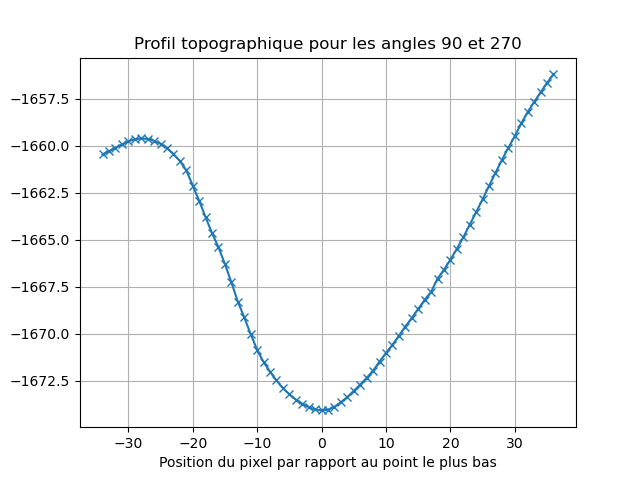 Profil topographique pour les angles 90 et 270
−1657.5
−1660.0
−1662.5
−1665.0
−1667.5
−1670.0
−1672.5
−30 −20 −10 0 10 20 30
Position du pixel par rapport au point le plus bas